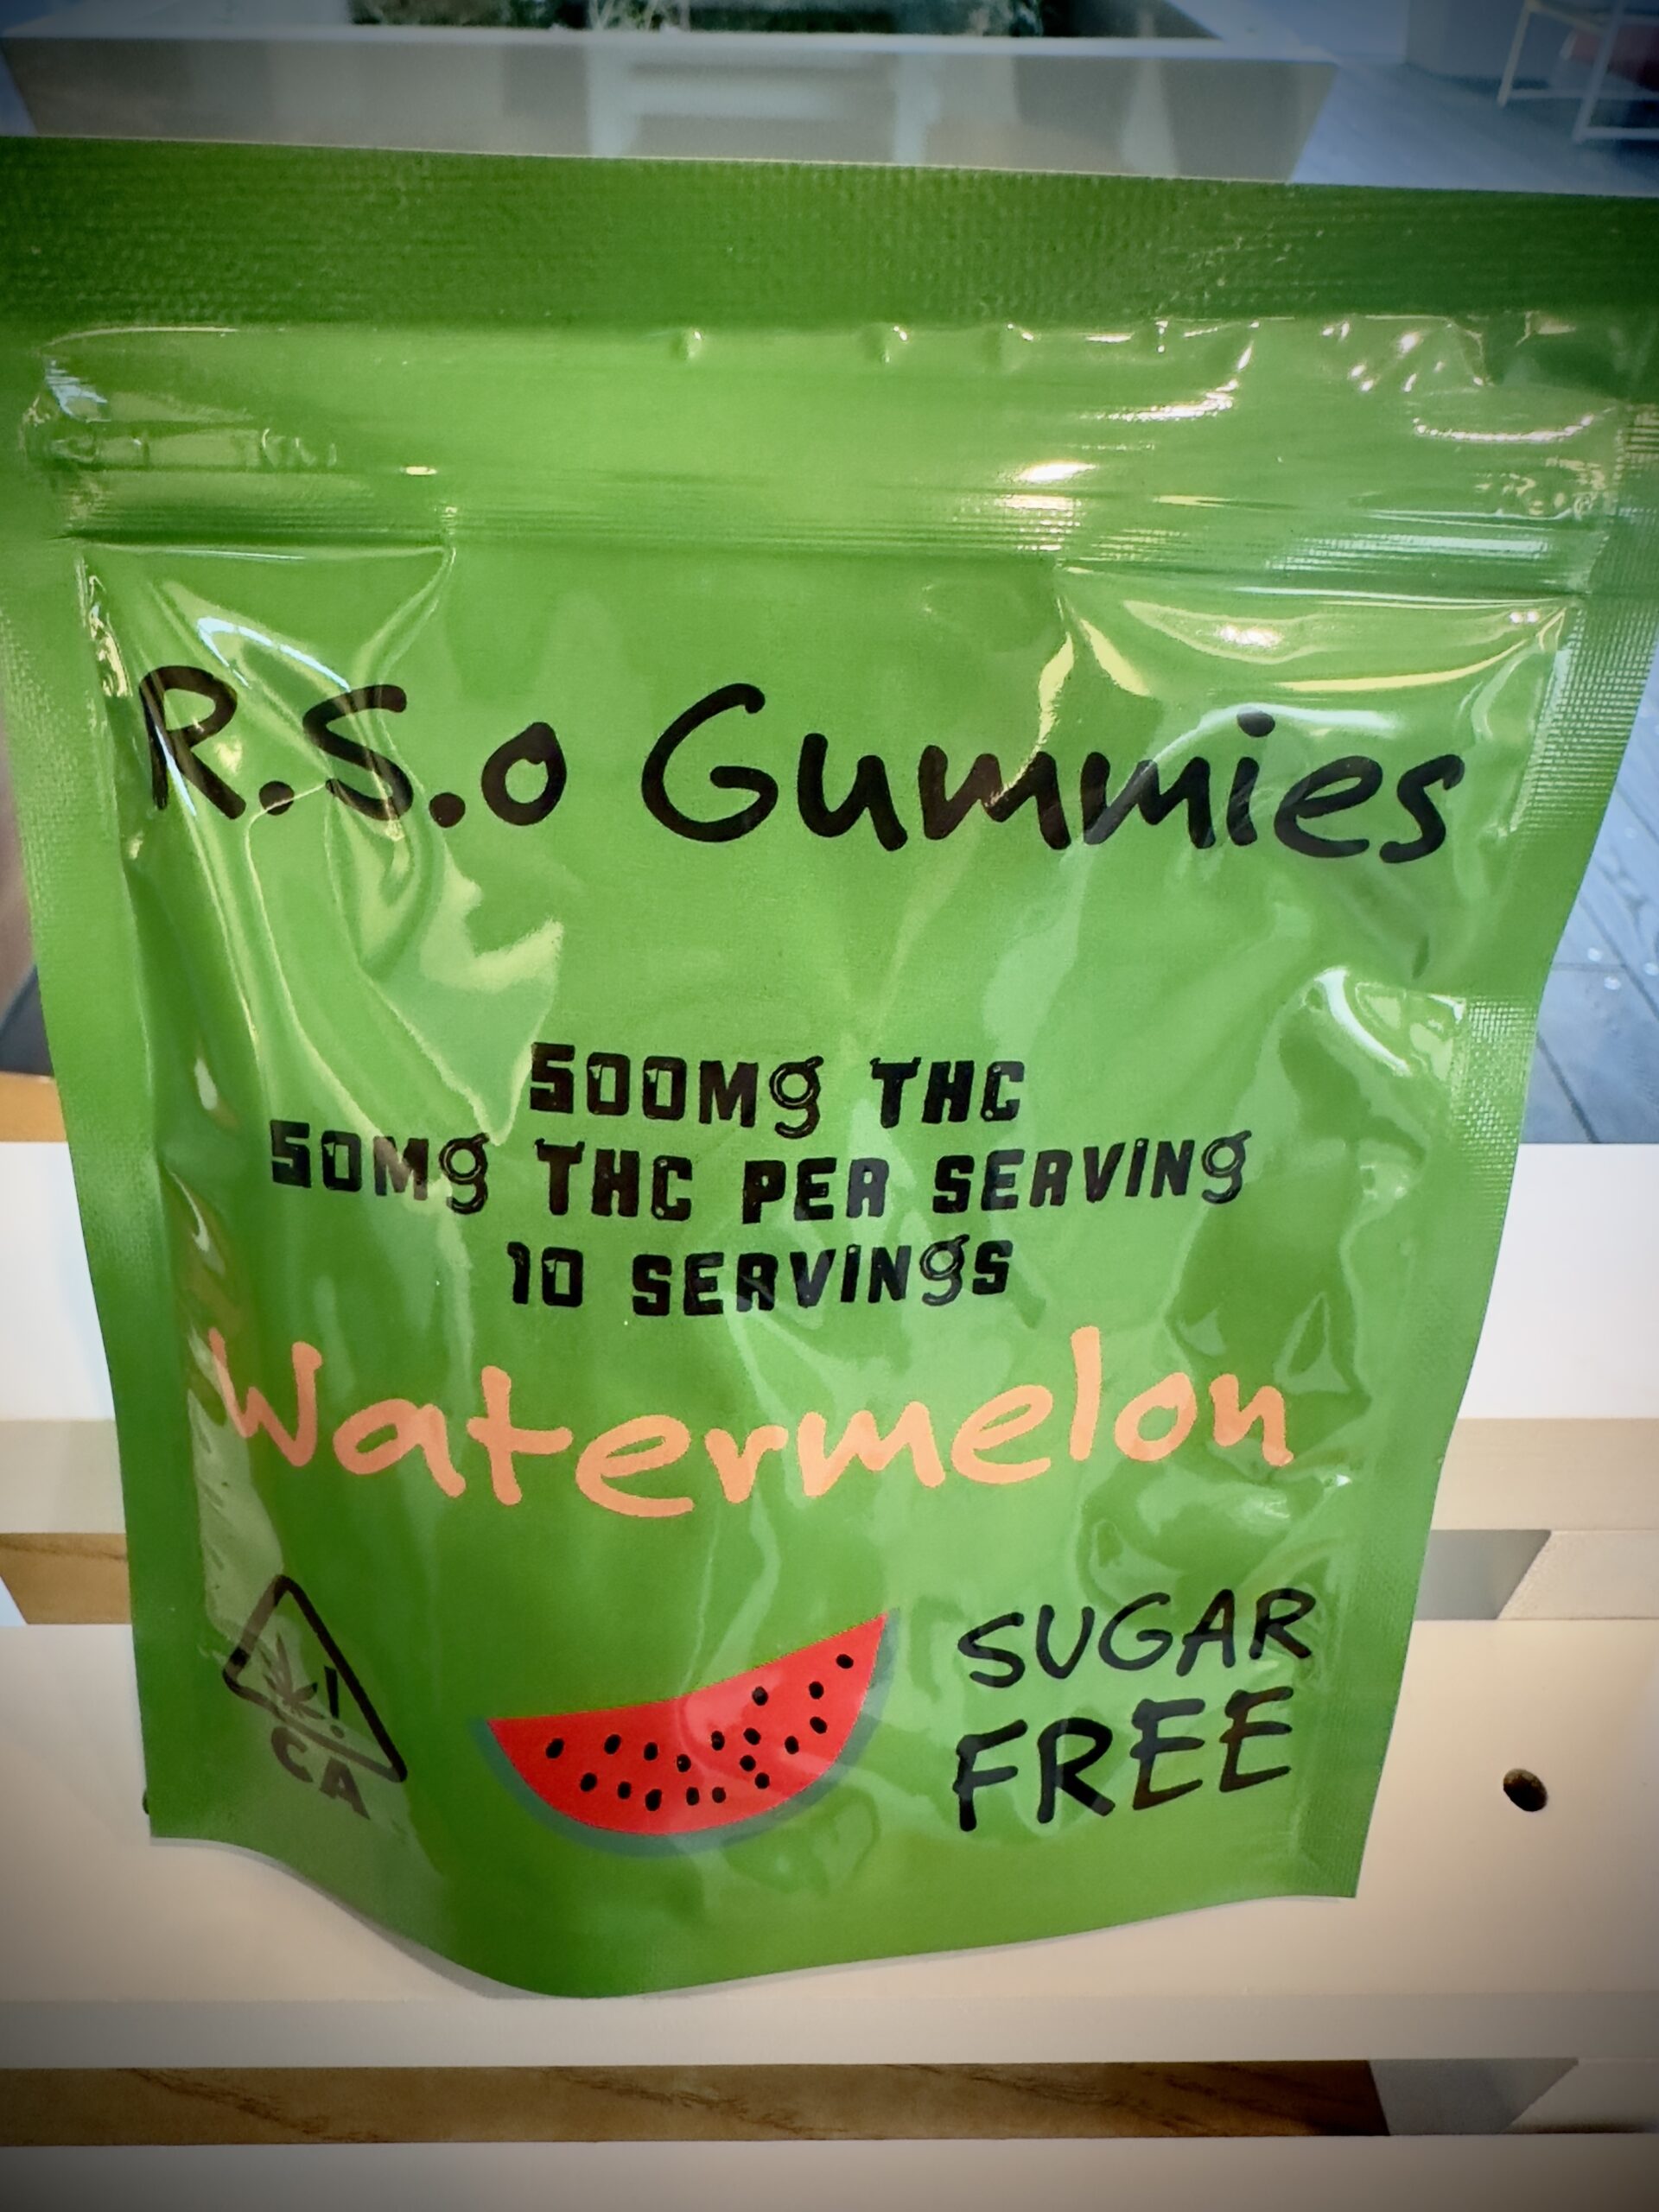 R.S.o Gummies
500Mg THC
50Mg THC PER SERVING
10 SERVINGS
Watermelon
!
CA
SUGAR
FREE